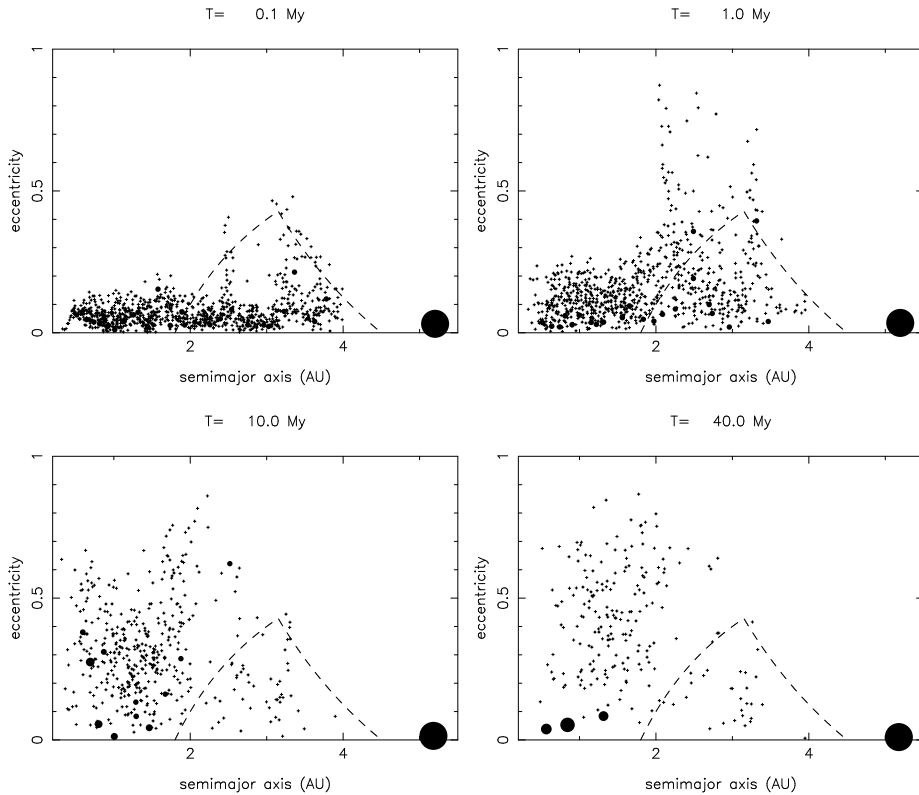 T= 0.1 My
T= 1.0 My
1
0.5
0
eccentricity
2
4
semimajor axis (AU)
1
0.5
0
eccentricity
2
4
semimajor axis (AU)
T= 10.0 My
T= 40.0 My
1
0.5
0
eccentricity
2
4
semimajor axis (AU)
1
0.5
0
eccentricity
2
4
semimajor axis (AU)